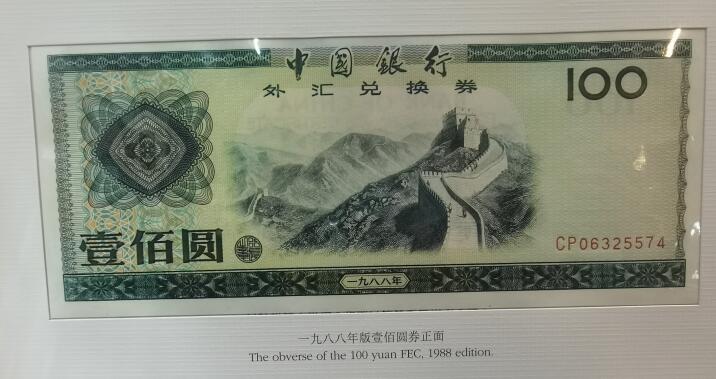 中国银行
外汇兑换券
100
壹佰圆
CP06325574
一九八八年
一九八八年版壹佰圆券正面
The obverse of the 100 yuan FEC, 1988 edition.